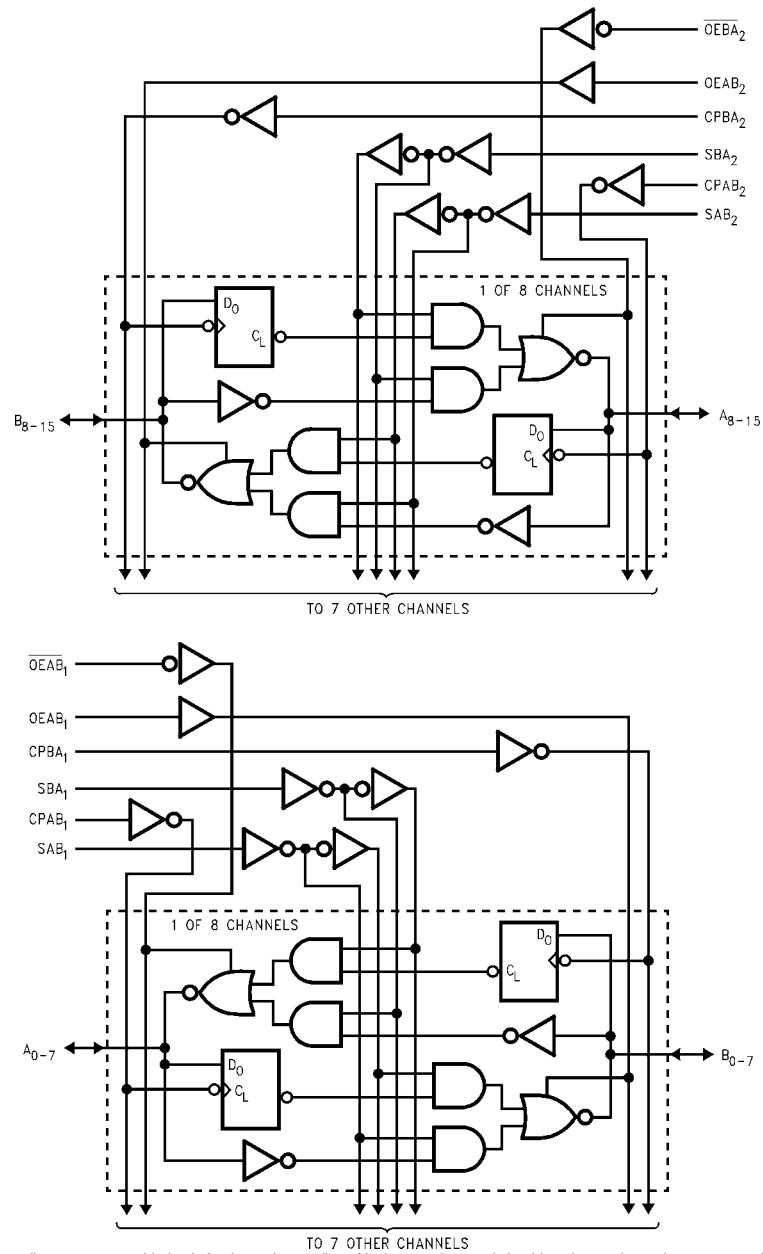 OEBA2
OEAB2
CPBA2
SBA2
CPAB2
SAB2
1 OF 8 CHANNELS
D0
CL
B8-15
A8-15
D0
CL
TO 7 OTHER CHANNELS
OEAB1
OEAB1
CPBA1
SBA1
CPAB1
SAB1
1 OF 8 CHANNELS
D0
CL
A0-7
B0-7
D0
CL
TO 7 OTHER CHANNELS